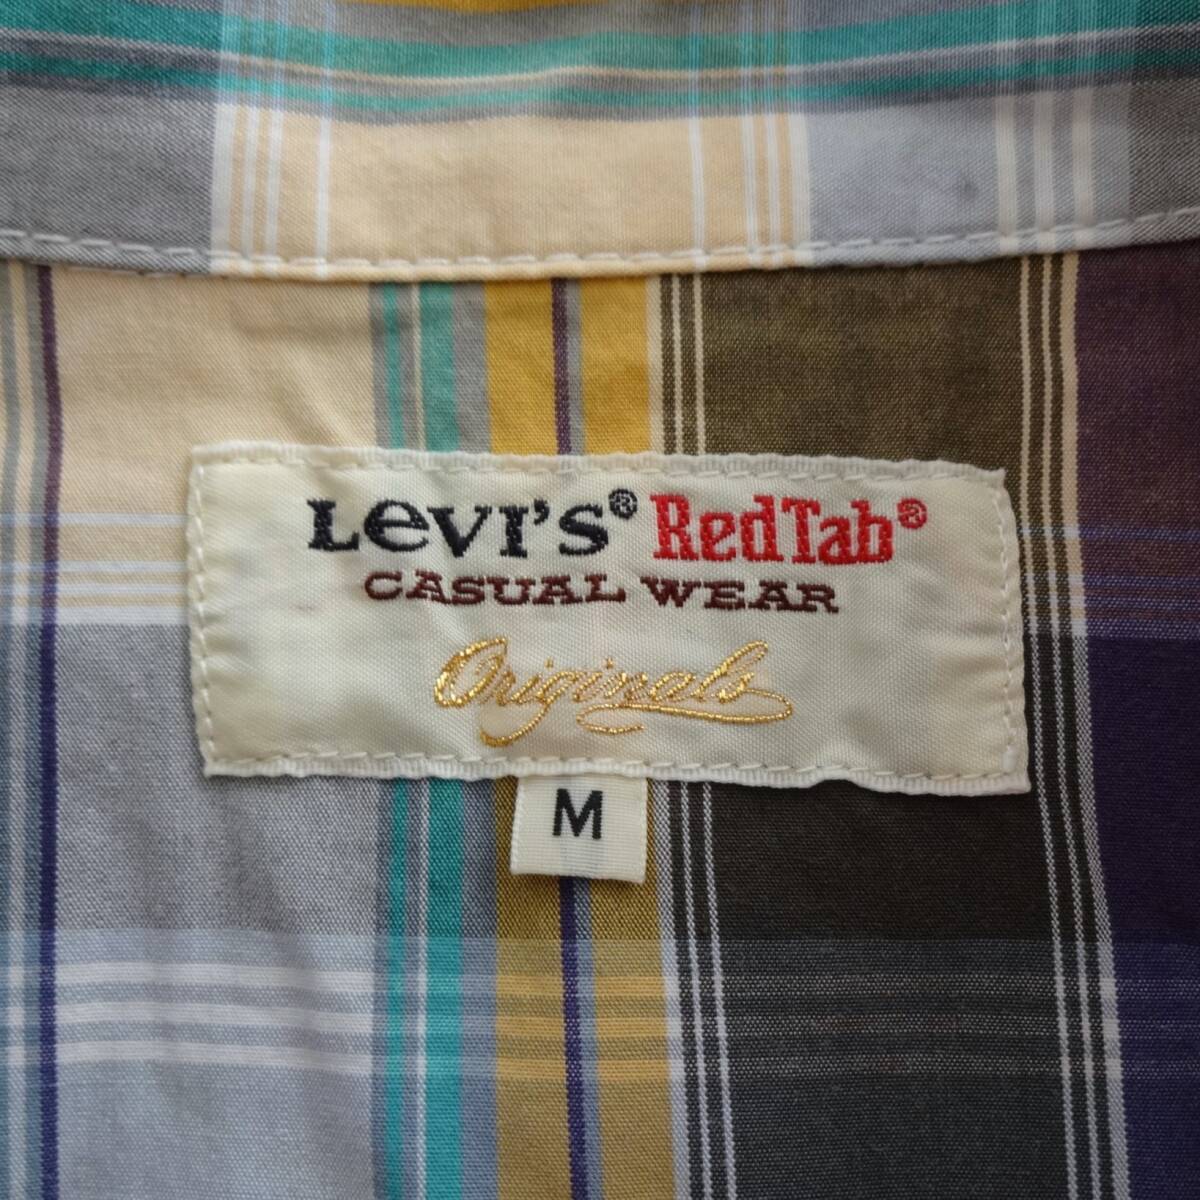 Levi's® RedTab®
CASUAL WEAR
Originals
M